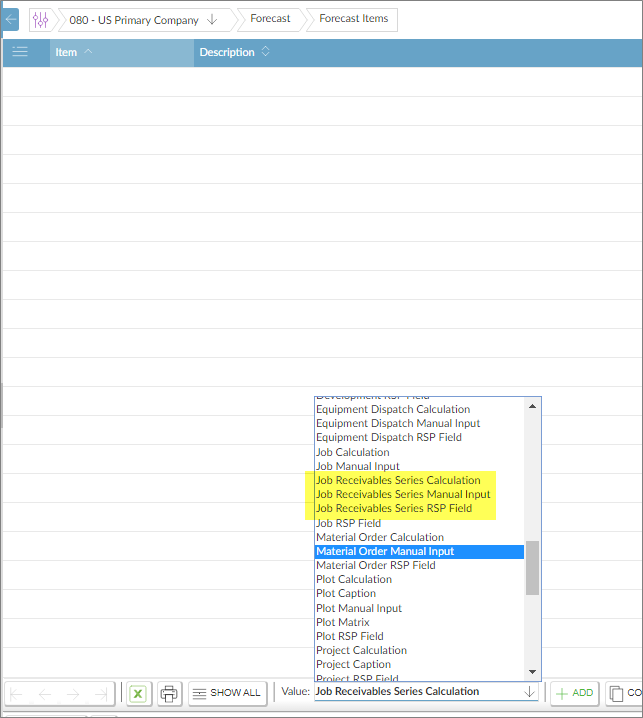 080 - US Primary Company Forecast Forecast Items
Item Description
Development RSP Field
Equipment Dispatch Calculation
Equipment Dispatch Manual Input
Equipment Dispatch RSP Field
Job Calculation
Job Manual Input
Job Receivables Series Calculation
Job Receivables Series Manual Input
Job Receivables Series RSP Field
Job RSP Field
Material Order Calculation
Material Order Manual Input
Material Order RSP Field
Plot Calculation
Plot Caption
Plot Manual Input
Plot Matrix
Plot RSP Field
Project Calculation
Project Caption
Project RSP Field
X SHOW ALL Value: Job Receivables Series Calculation ADD CO